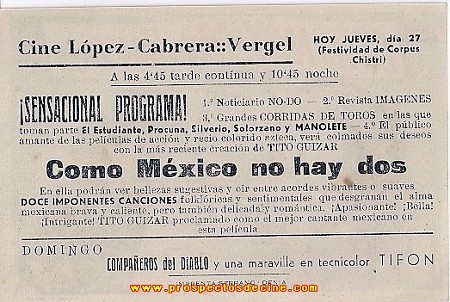 Cine López-Cabrera::Vergel
HOY JUEVES, día 27
(Festividad de Corpus
Chistri)
A las 4'45 tarde continua y 10'45 noche
¡SENSACIONAL PROGRAMA!
1.º Noticiario NO-DO — 2.º Revista IMAGENES
3.º Grandes CORRIDAS DE TOROS en las que
toman parte El Estudiante, Procuna, Silverio, Solorzano y MANOLETE — 4.º El público
amante de las películas de acción y recio colorido azteca, verá colmados sus deseos
con la más reciente creación de TITO GUIZAR
Como México no hay dos
En ella podrán ver bellezas sugestivas y oir entre acordes vibrantes o suaves
DOCE IMPONENTES CANCIONES folklóricas y sentimentales que desgranan el alma
mexicana brava y caliente, pero también delicada y romántica. ¡Apasionante! ¡Bella!
¡Intrigante! TITO GUIZAR proclamado como el mejor cantante mexicano en
esta película
DOMINGO
COMPAÑEROS del DIABLO y una maravilla en tecnicolor TIFON
IMPRENTA SERRANO - DENIA
www.prospectosdecine.com